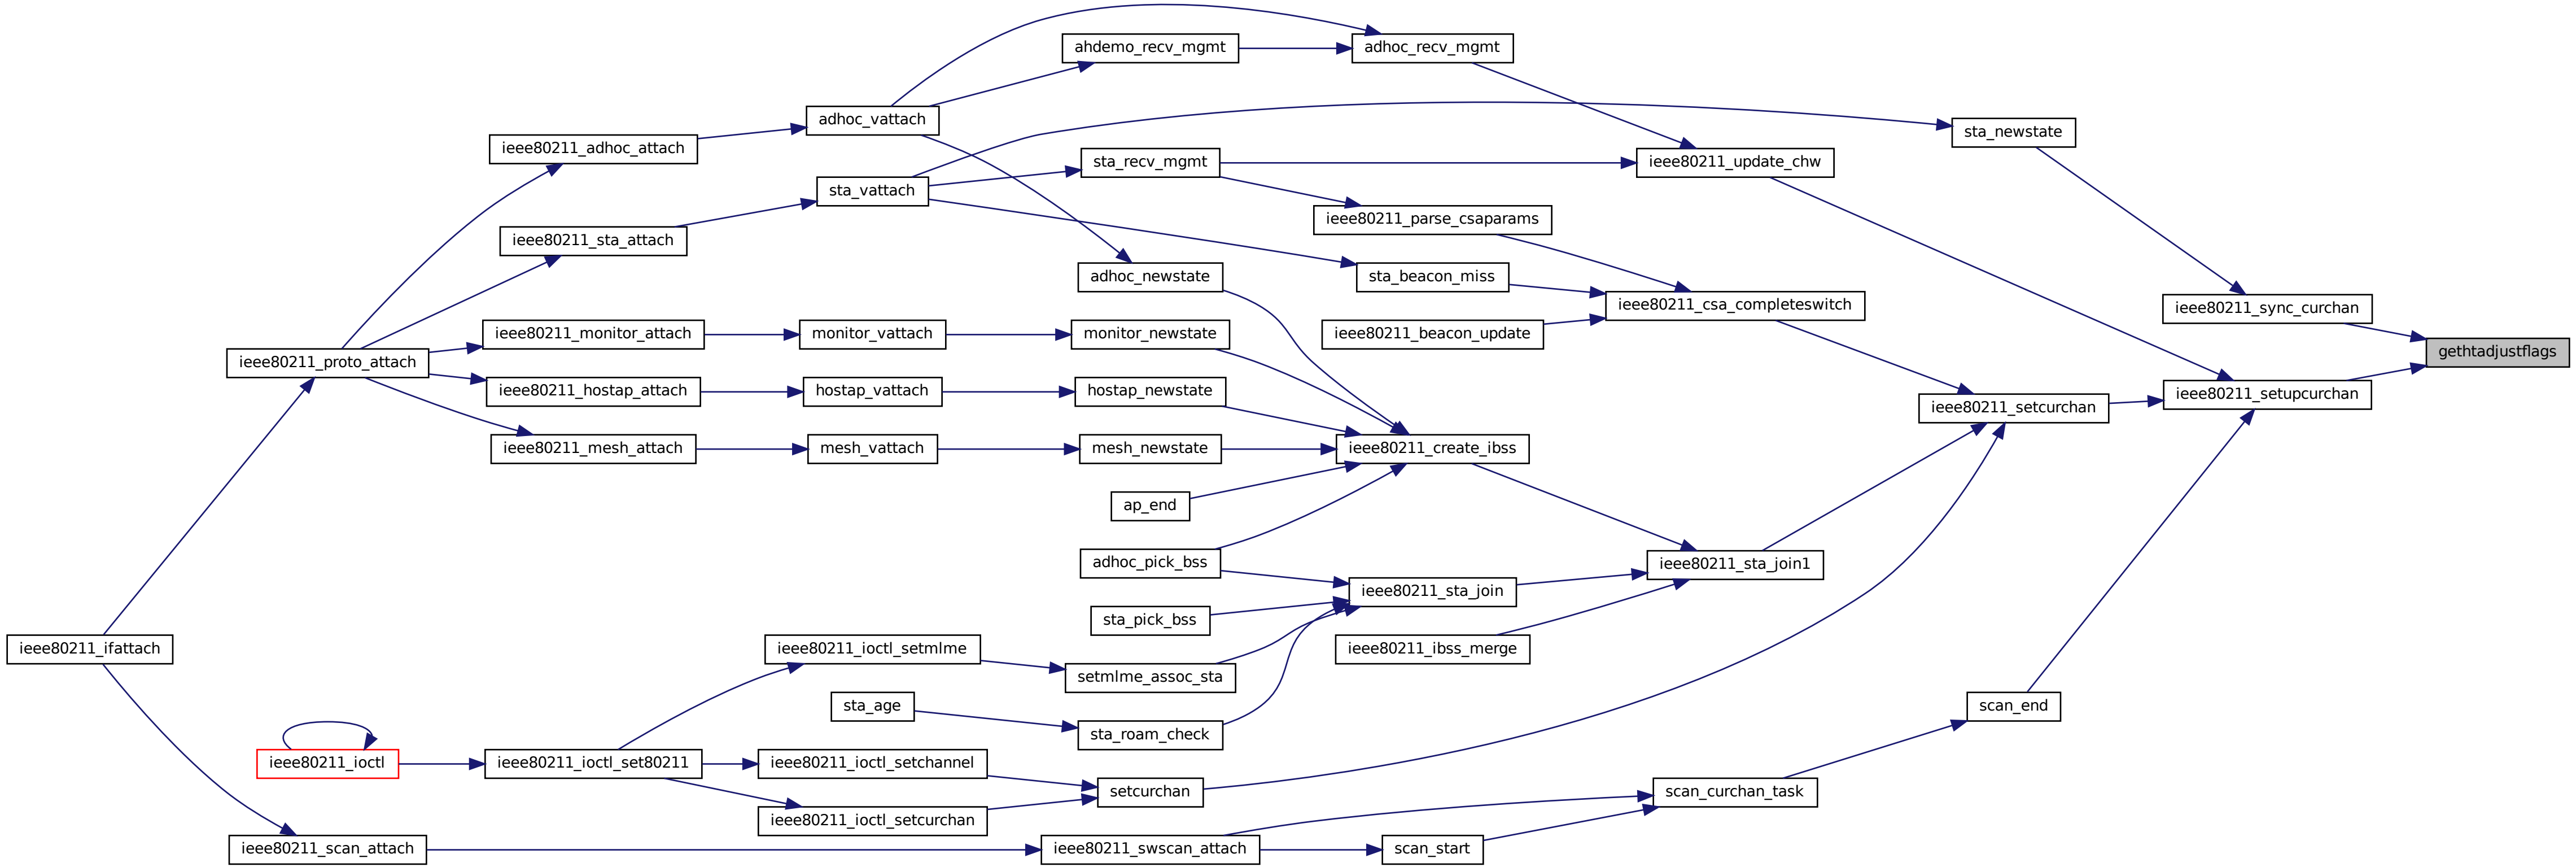 ahdemo_recv_mgmt
adhoc_recv_mgmt
adhoc_vattach
sta_newstate
ieee80211_adhoc_attach
sta_recv_mgmt
ieee80211_update_chw
sta_vattach
ieee80211_parse_csaparams
ieee80211_sta_attach
adhoc_newstate
sta_beacon_miss
ieee80211_csa_completeswitch
ieee80211_sync_curchan
ieee80211_monitor_attach
monitor_vattach
monitor_newstate
ieee80211_beacon_update
gethtadjustflags
ieee80211_proto_attach
ieee80211_hostap_attach
hostap_vattach
hostap_newstate
ieee80211_setupcurchan
ieee80211_setcurchan
ieee80211_mesh_attach
mesh_vattach
mesh_newstate
ieee80211_create_ibss
ap_end
adhoc_pick_bss
ieee80211_sta_join1
ieee80211_sta_join
sta_pick_bss
ieee80211_ifattach
ieee80211_ioctl_setmlme
ieee80211_ibss_merge
setmlme_assoc_sta
sta_age
scan_end
sta_roam_check
ieee80211_ioctl
ieee80211_ioctl_set80211
ieee80211_ioctl_setchannel
setcurchan
scan_curchan_task
ieee80211_ioctl_setcurchan
ieee80211_scan_attach
ieee80211_swscan_attach
scan_start